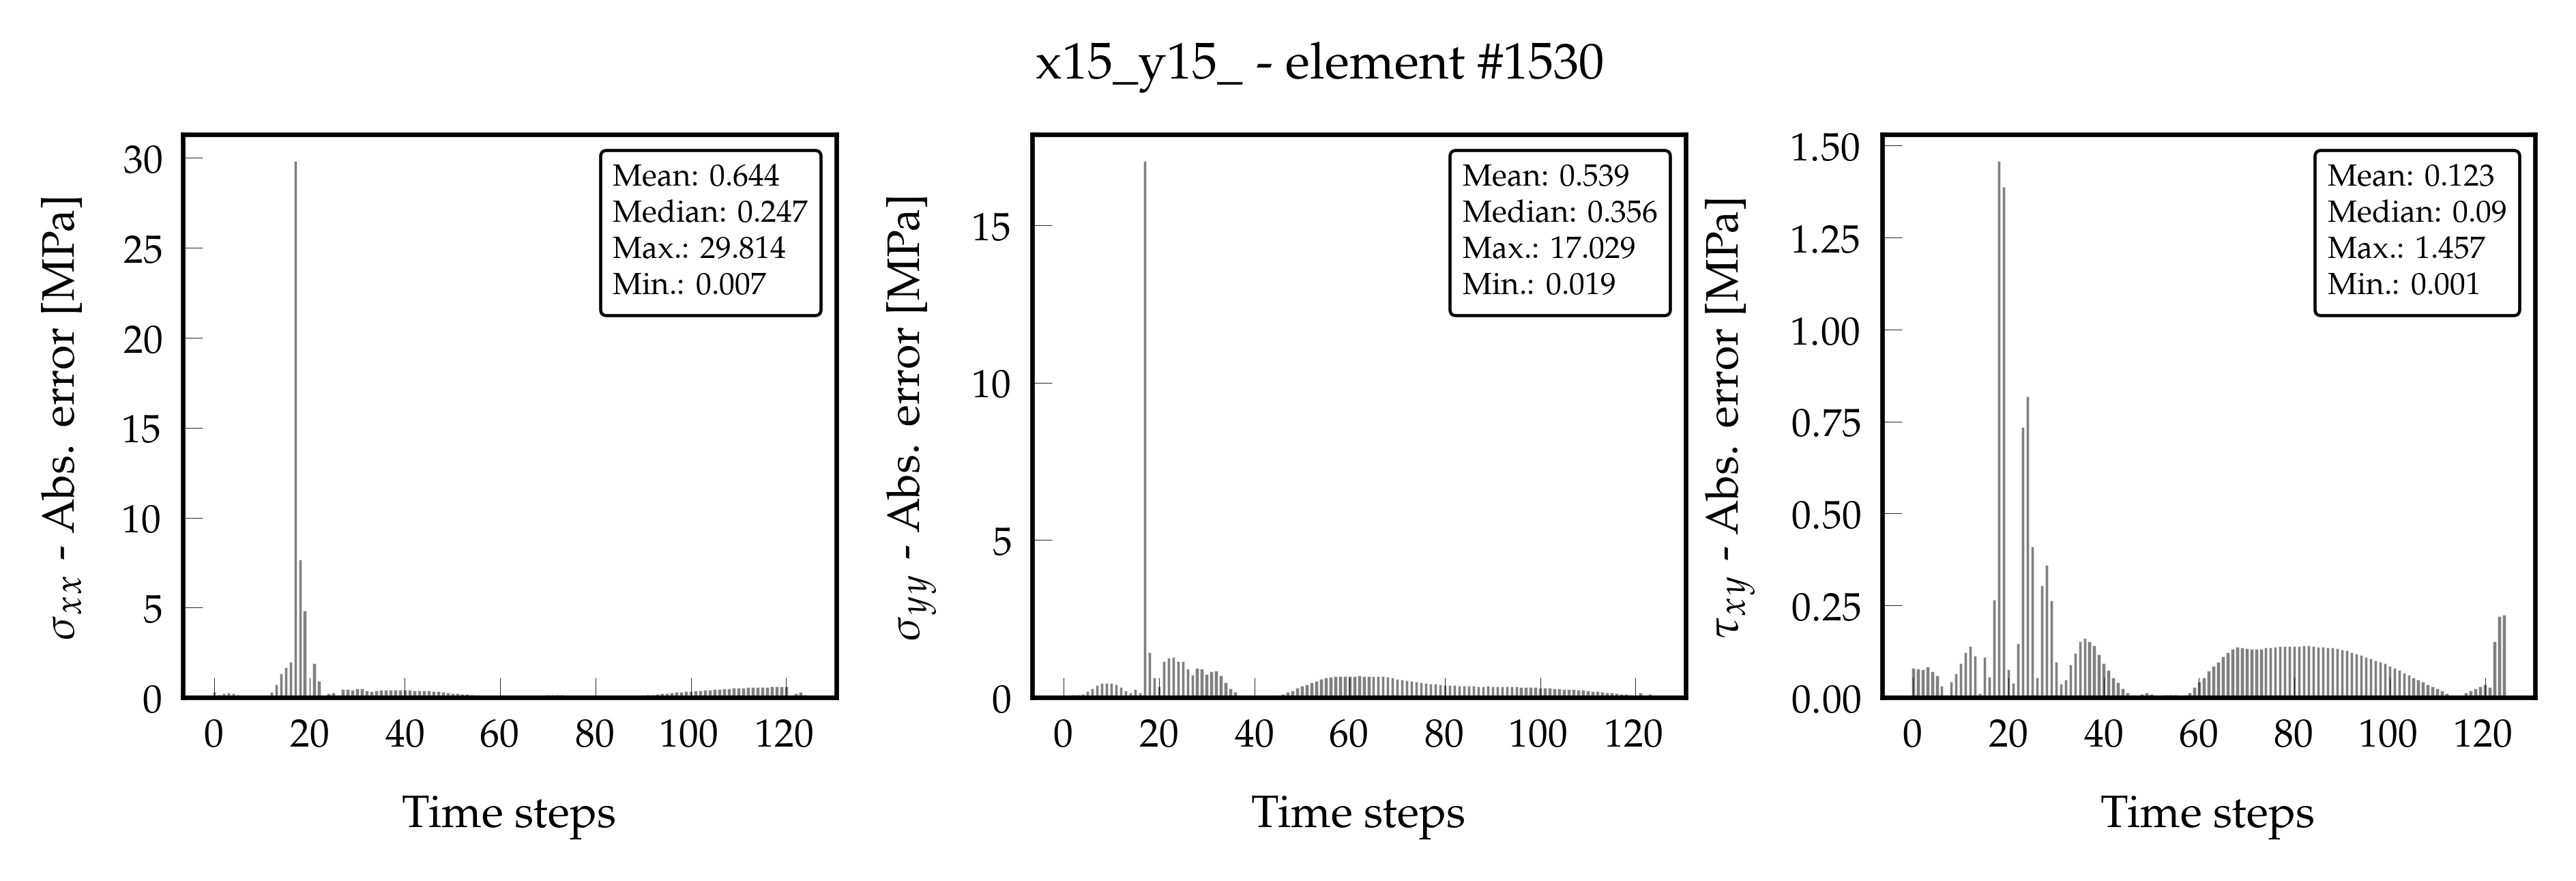 x15_y15_ - element #1530
σxx - Abs. error [MPa]
30
25
20
15
10
5
0
Mean: 0.644
Median: 0.247
Max.: 29.814
Min.: 0.007
0 20 40 60 80 100 120
Time steps
σyy - Abs. error [MPa]
15
10
5
0
Mean: 0.539
Median: 0.356
Max.: 17.029
Min.: 0.019
0 20 40 60 80 100 120
Time steps
τxy - Abs. error [MPa]
1.50
1.25
1.00
0.75
0.50
0.25
0.00
Mean: 0.123
Median: 0.09
Max.: 1.457
Min.: 0.001
0 20 40 60 80 100 120
Time steps